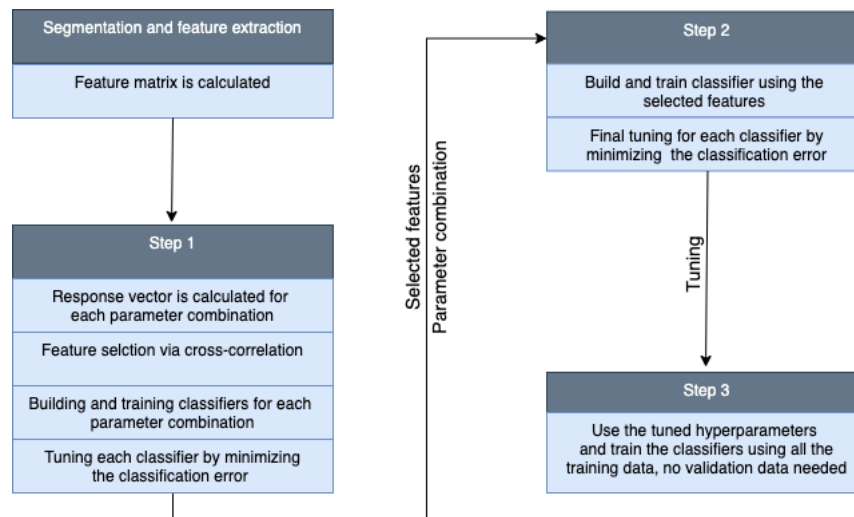 Segmentation and feature extraction
Feature matrix is calculated
Step 1
Response vector is calculated for
each parameter combination
Feature selction via cross-correlation
Building and training classifiers for each
parameter combination
Tuning each classifier by minimizing
the classification error
Selected features
Parameter combination
Step 2
Build and train classifier using the
selected features
Final tuning for each classifier by
minimizing the classification error
Tuning
Step 3
Use the tuned hyperparameters
and train the classifiers using all the
training data, no validation data needed